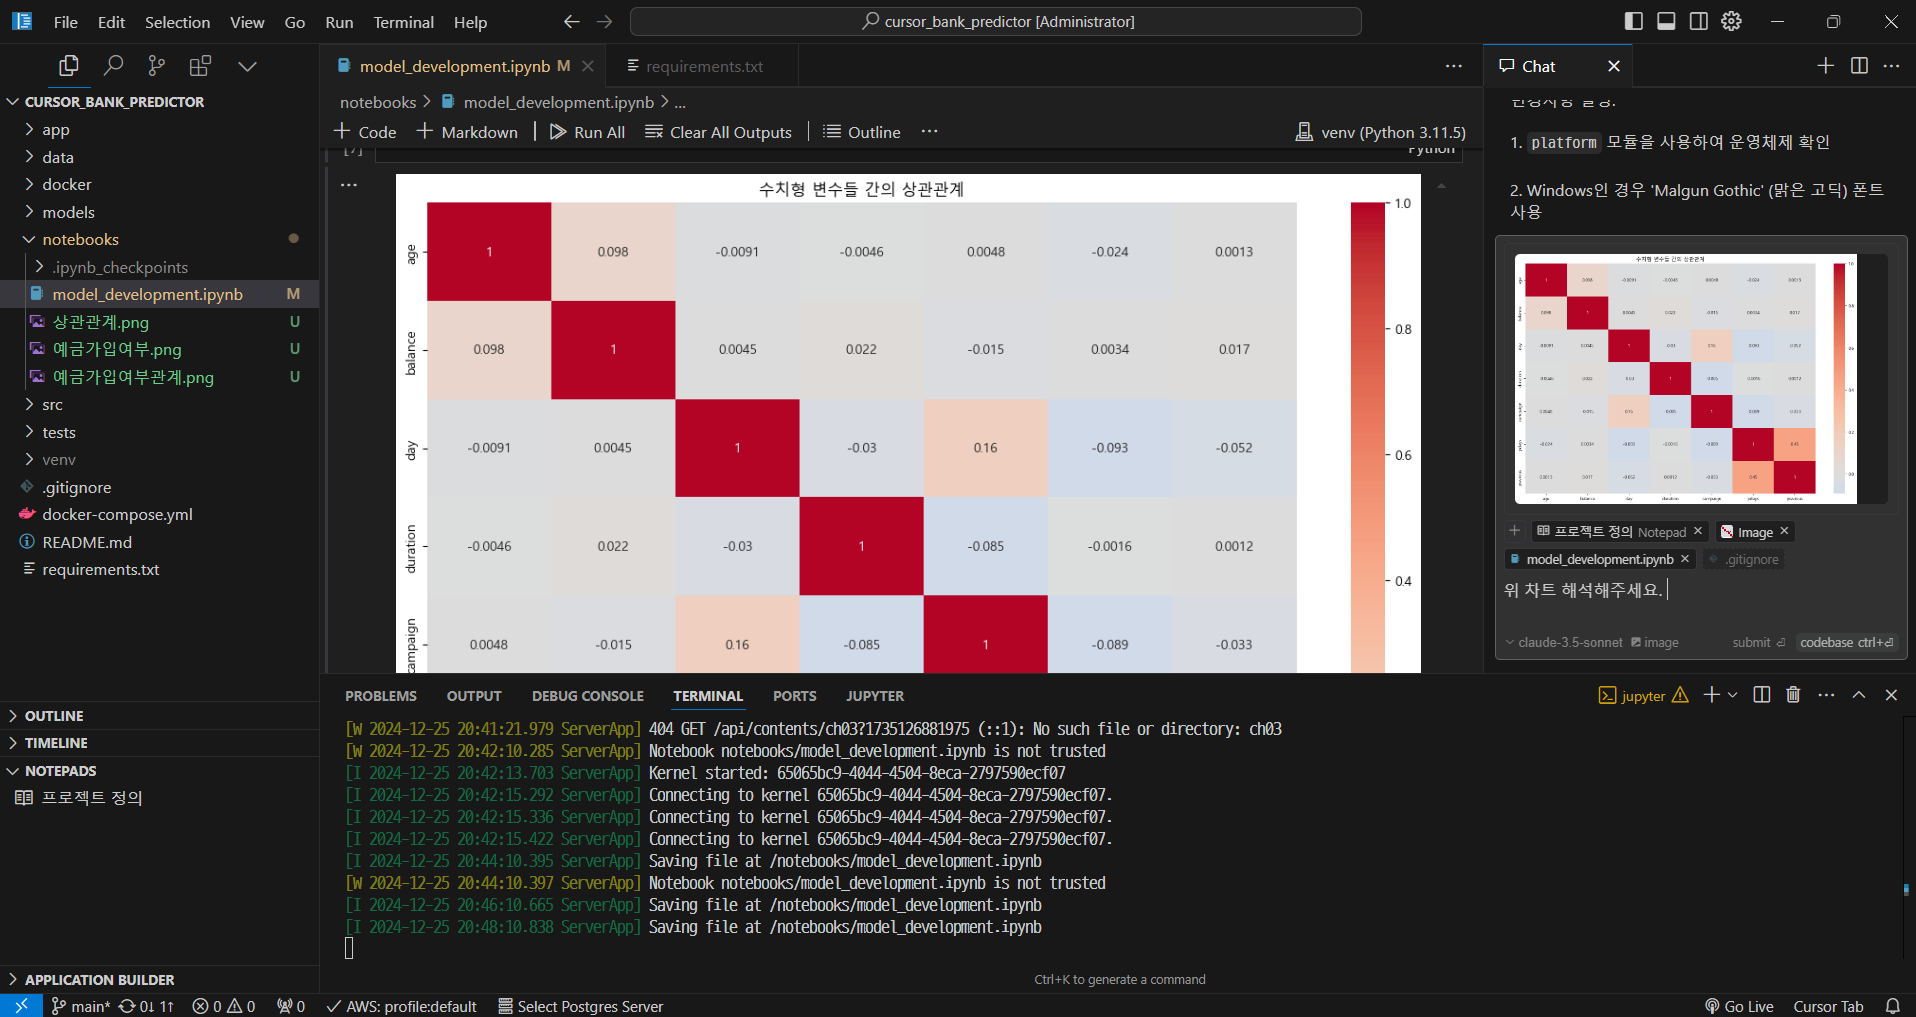 File Edit Selection View Go Run Terminal Help
cursor_bank_predictor [Administrator]
CURSOR_BANK_PREDICTOR
app
data
docker
models
notebooks
.ipynb_checkpoints
model_development.ipynb M
상관관계.png U
예금가입여부.png U
예금가입여부관계.png U
src
tests
venv
.gitignore
docker-compose.yml
README.md
requirements.txt
OUTLINE
TIMELINE
NOTEPADS
프로젝트 정의
APPLICATION BUILDER
model_development.ipynb M
requirements.txt
notebooks > model_development.ipynb > ...
Code Markdown Run All Clear All Outputs Outline
venv (Python 3.11.5)
Python
수치형 변수들 간의 상관관계
age 1 0.098 -0.0091 -0.0046 0.0048 -0.024 0.0013
balance 0.098 1 0.0045 0.022 -0.015 0.0034 0.017
day -0.0091 0.0045 1 -0.03 0.16 -0.093 -0.052
duration -0.0046 0.022 -0.03 1 -0.085 -0.0016 0.0012
campaign 0.0048 -0.015 0.16 -0.085 1 -0.089 -0.033
1.0
0.8
0.6
0.4
Chat
1. platform 모듈을 사용하여 운영체제 확인
2. Windows인 경우 'Malgun Gothic' (맑은 고딕) 폰트
사용
수치형 변수들 간의 상관관계
프로젝트 정의 Notepad
Image
model_development.ipynb
.gitignore
위 차트 해석해주세요.
claude-3.5-sonnet image submit codebase ctrl+⏎
PROBLEMS OUTPUT DEBUG CONSOLE TERMINAL PORTS JUPYTER
jupyter
[W 2024-12-25 20:41:21.979 ServerApp] 404 GET /api/contents/ch03?1735126881975 (::1): No such file or directory: ch03
[W 2024-12-25 20:42:10.285 ServerApp] Notebook notebooks/model_development.ipynb is not trusted
[I 2024-12-25 20:42:13.703 ServerApp] Kernel started: 65065bc9-4044-4504-8eca-2797590ecf07
[I 2024-12-25 20:42:15.292 ServerApp] Connecting to kernel 65065bc9-4044-4504-8eca-2797590ecf07.
[I 2024-12-25 20:42:15.336 ServerApp] Connecting to kernel 65065bc9-4044-4504-8eca-2797590ecf07.
[I 2024-12-25 20:42:15.422 ServerApp] Connecting to kernel 65065bc9-4044-4504-8eca-2797590ecf07.
[I 2024-12-25 20:44:10.395 ServerApp] Saving file at /notebooks/model_development.ipynb
[W 2024-12-25 20:44:10.397 ServerApp] Notebook notebooks/model_development.ipynb is not trusted
[I 2024-12-25 20:46:10.665 ServerApp] Saving file at /notebooks/model_development.ipynb
[I 2024-12-25 20:48:10.838 ServerApp] Saving file at /notebooks/model_development.ipynb
Ctrl+K to generate a command
main* 0↓ 1↑ 0 0 0 AWS: profile:default Select Postgres Server
Go Live Cursor Tab